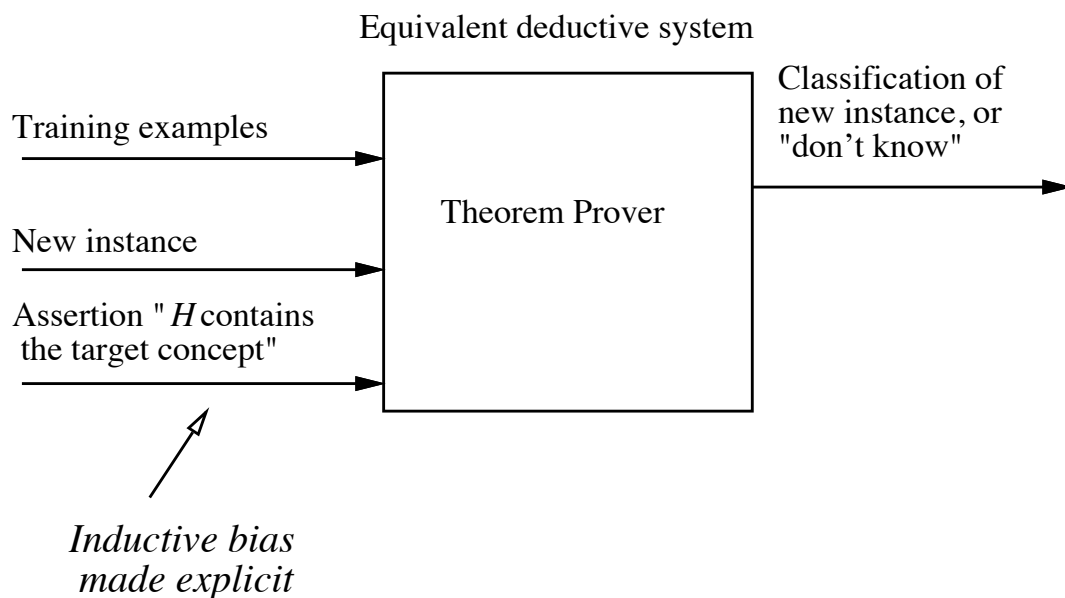 Equivalent deductive system
Training examples
New instance
Assertion " H contains
the target concept"
Theorem Prover
Classification of
new instance, or
"don't know"
Inductive bias
made explicit